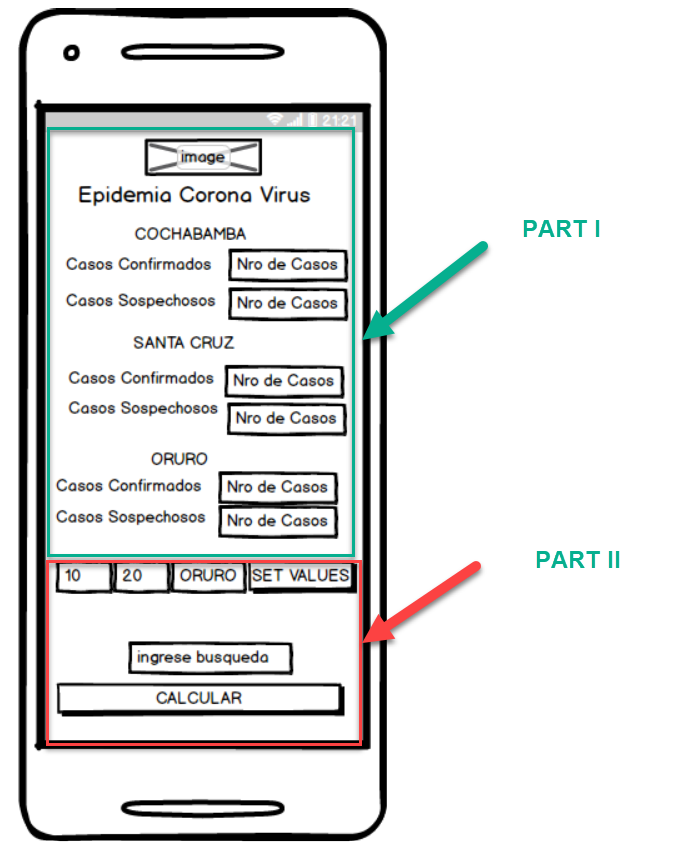 21:21
image
Epidemia Corona Virus
COCHABAMBA
Casos Confirmados Nro de Casos
Casos Sospechosos Nro de Casos
SANTA CRUZ
Casos Confirmados Nro de Casos
Casos Sospechosos Nro de Casos
ORURO
Casos Confirmados Nro de Casos
Casos Sospechosos Nro de Casos
10 20 ORURO SET VALUES
ingrese busqueda
CALCULAR
PART I
PART II